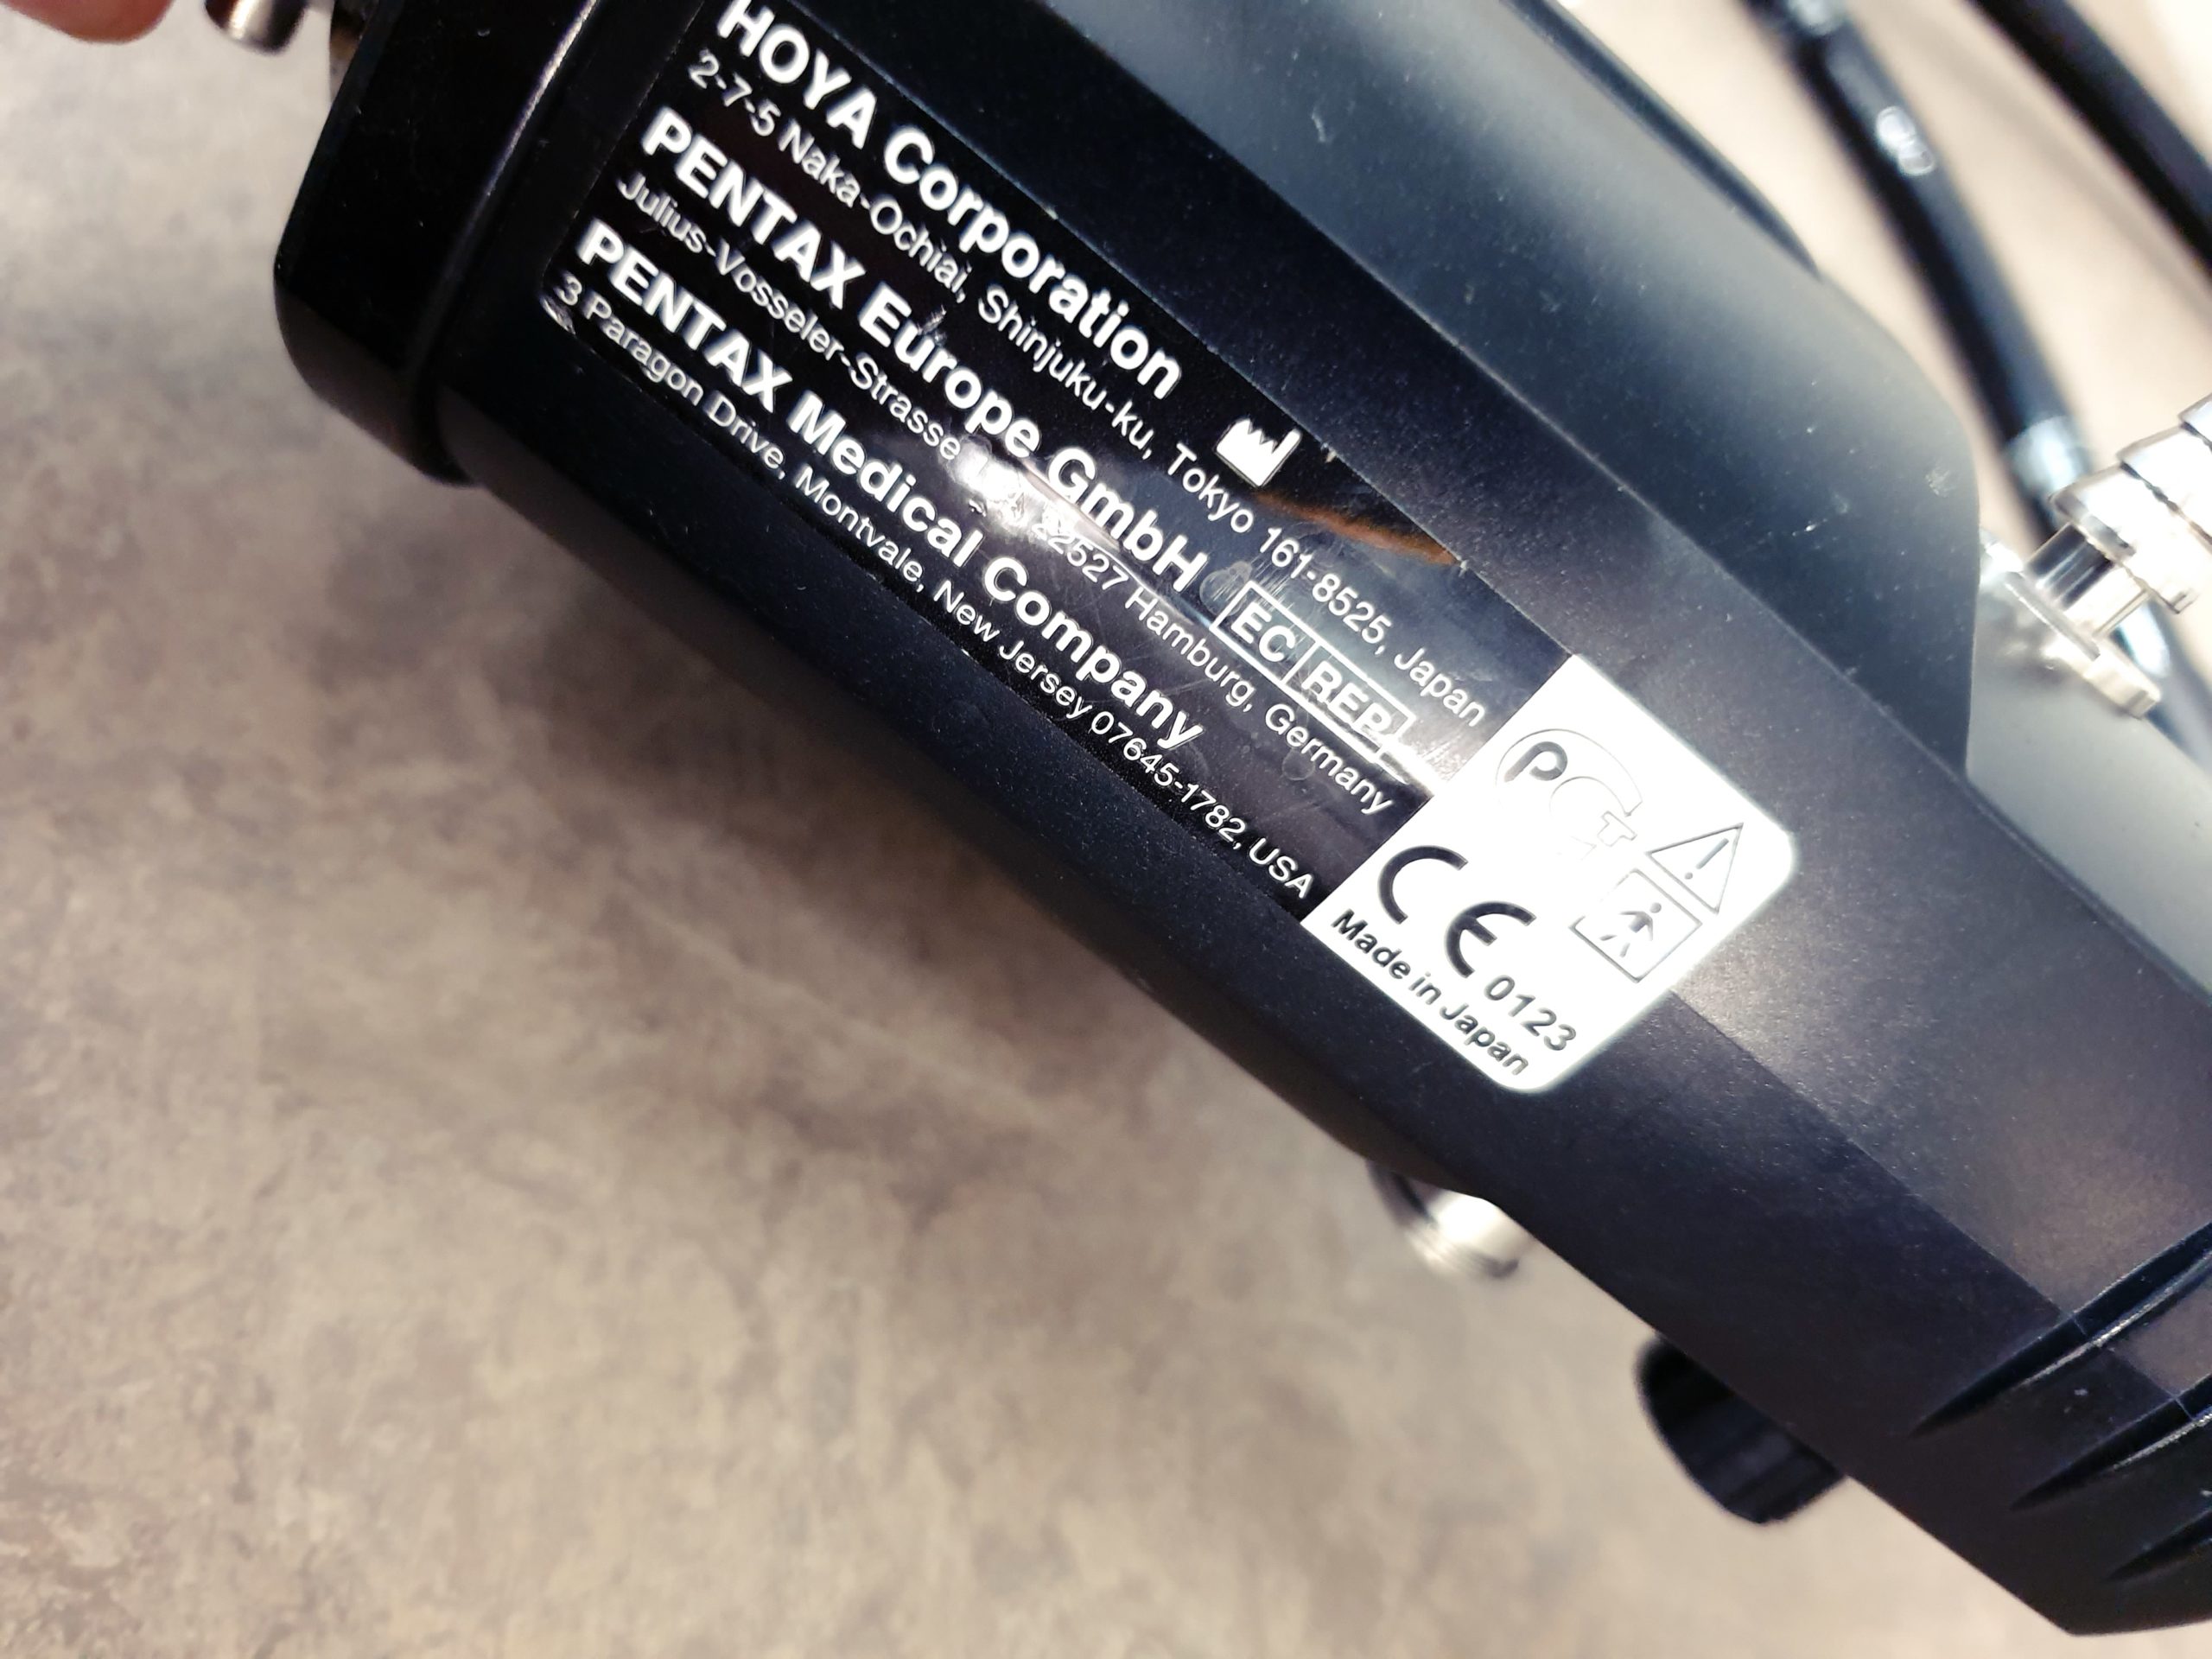 HOYA Corporation
2-7-5 Naka-Ochiai, Shinjuku-ku, Tokyo 161-8525, Japan
PENTAX Europe GmbH EC REP
Julius-Vosseler-Strasse 22527 Hamburg, Germany
PENTAX Medical Company
3 Paragon Drive, Montvale, New Jersey 07645-1782, USA
PCT
CE 0123
Made in Japan